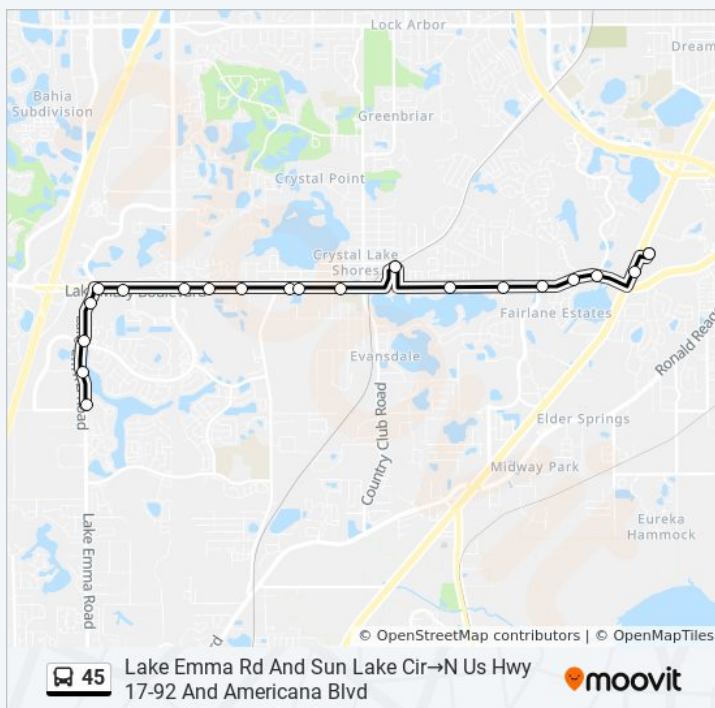 Lock Arbor
Dream
Bahia
Subdivision
Greenbriar
Crystal Point
Crystal Lake
Shores
Fairlane Estates
Evansdale
Ronald Reag
Country Club Road
Elder Springs
Midway Park
Eureka
Hammock
Lake Emma Road
© OpenStreetMap contributors | © OpenMapTiles
45
Lake Emma Rd And Sun Lake Cir→N Us Hwy
17-92 And Americana Blvd
moovit